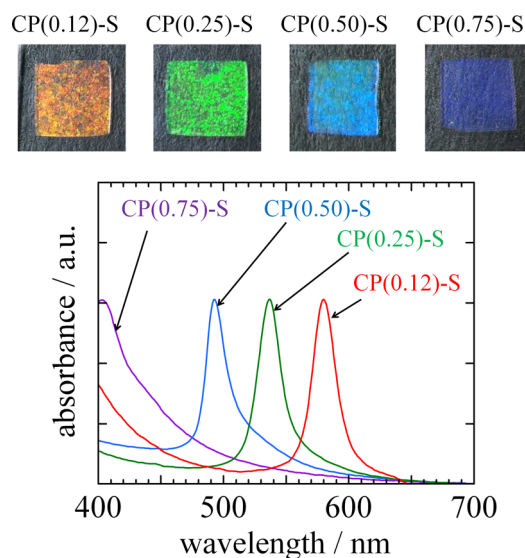 CP(0.12)-S CP(0.25)-S CP(0.50)-S CP(0.75)-S
CP(0.75)-S
CP(0.50)-S
CP(0.25)-S
CP(0.12)-S
absorbance / a.u.
400 500 600 700
wavelength / nm